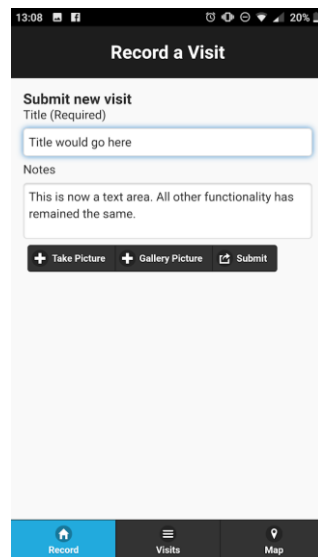 13:08 20%
Record a Visit
Submit new visit
Title (Required)
Title would go here
Notes
This is now a text area. All other functionality has
remained the same.
Take Picture Gallery Picture Submit
Record Visits Map